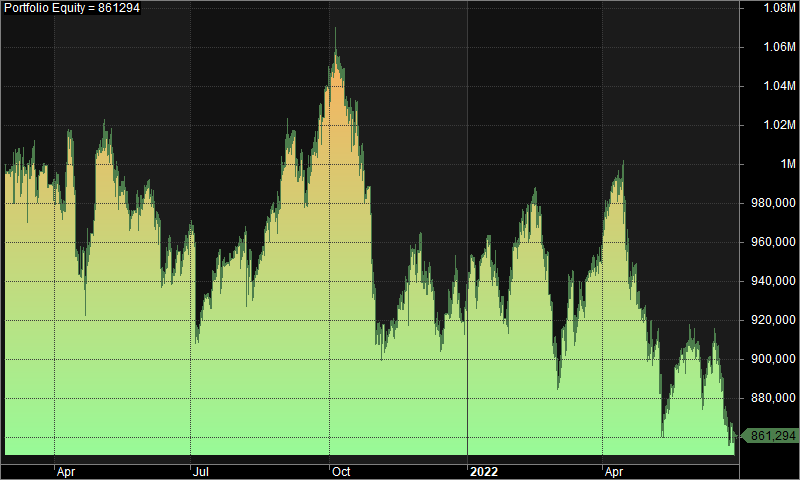 Portfolio Equity = 861294
1.08M
1.06M
1.04M
1.02M
1M
980,000
960,000
940,000
920,000
900,000
880,000
861,294
Apr Jul Oct 2022 Apr